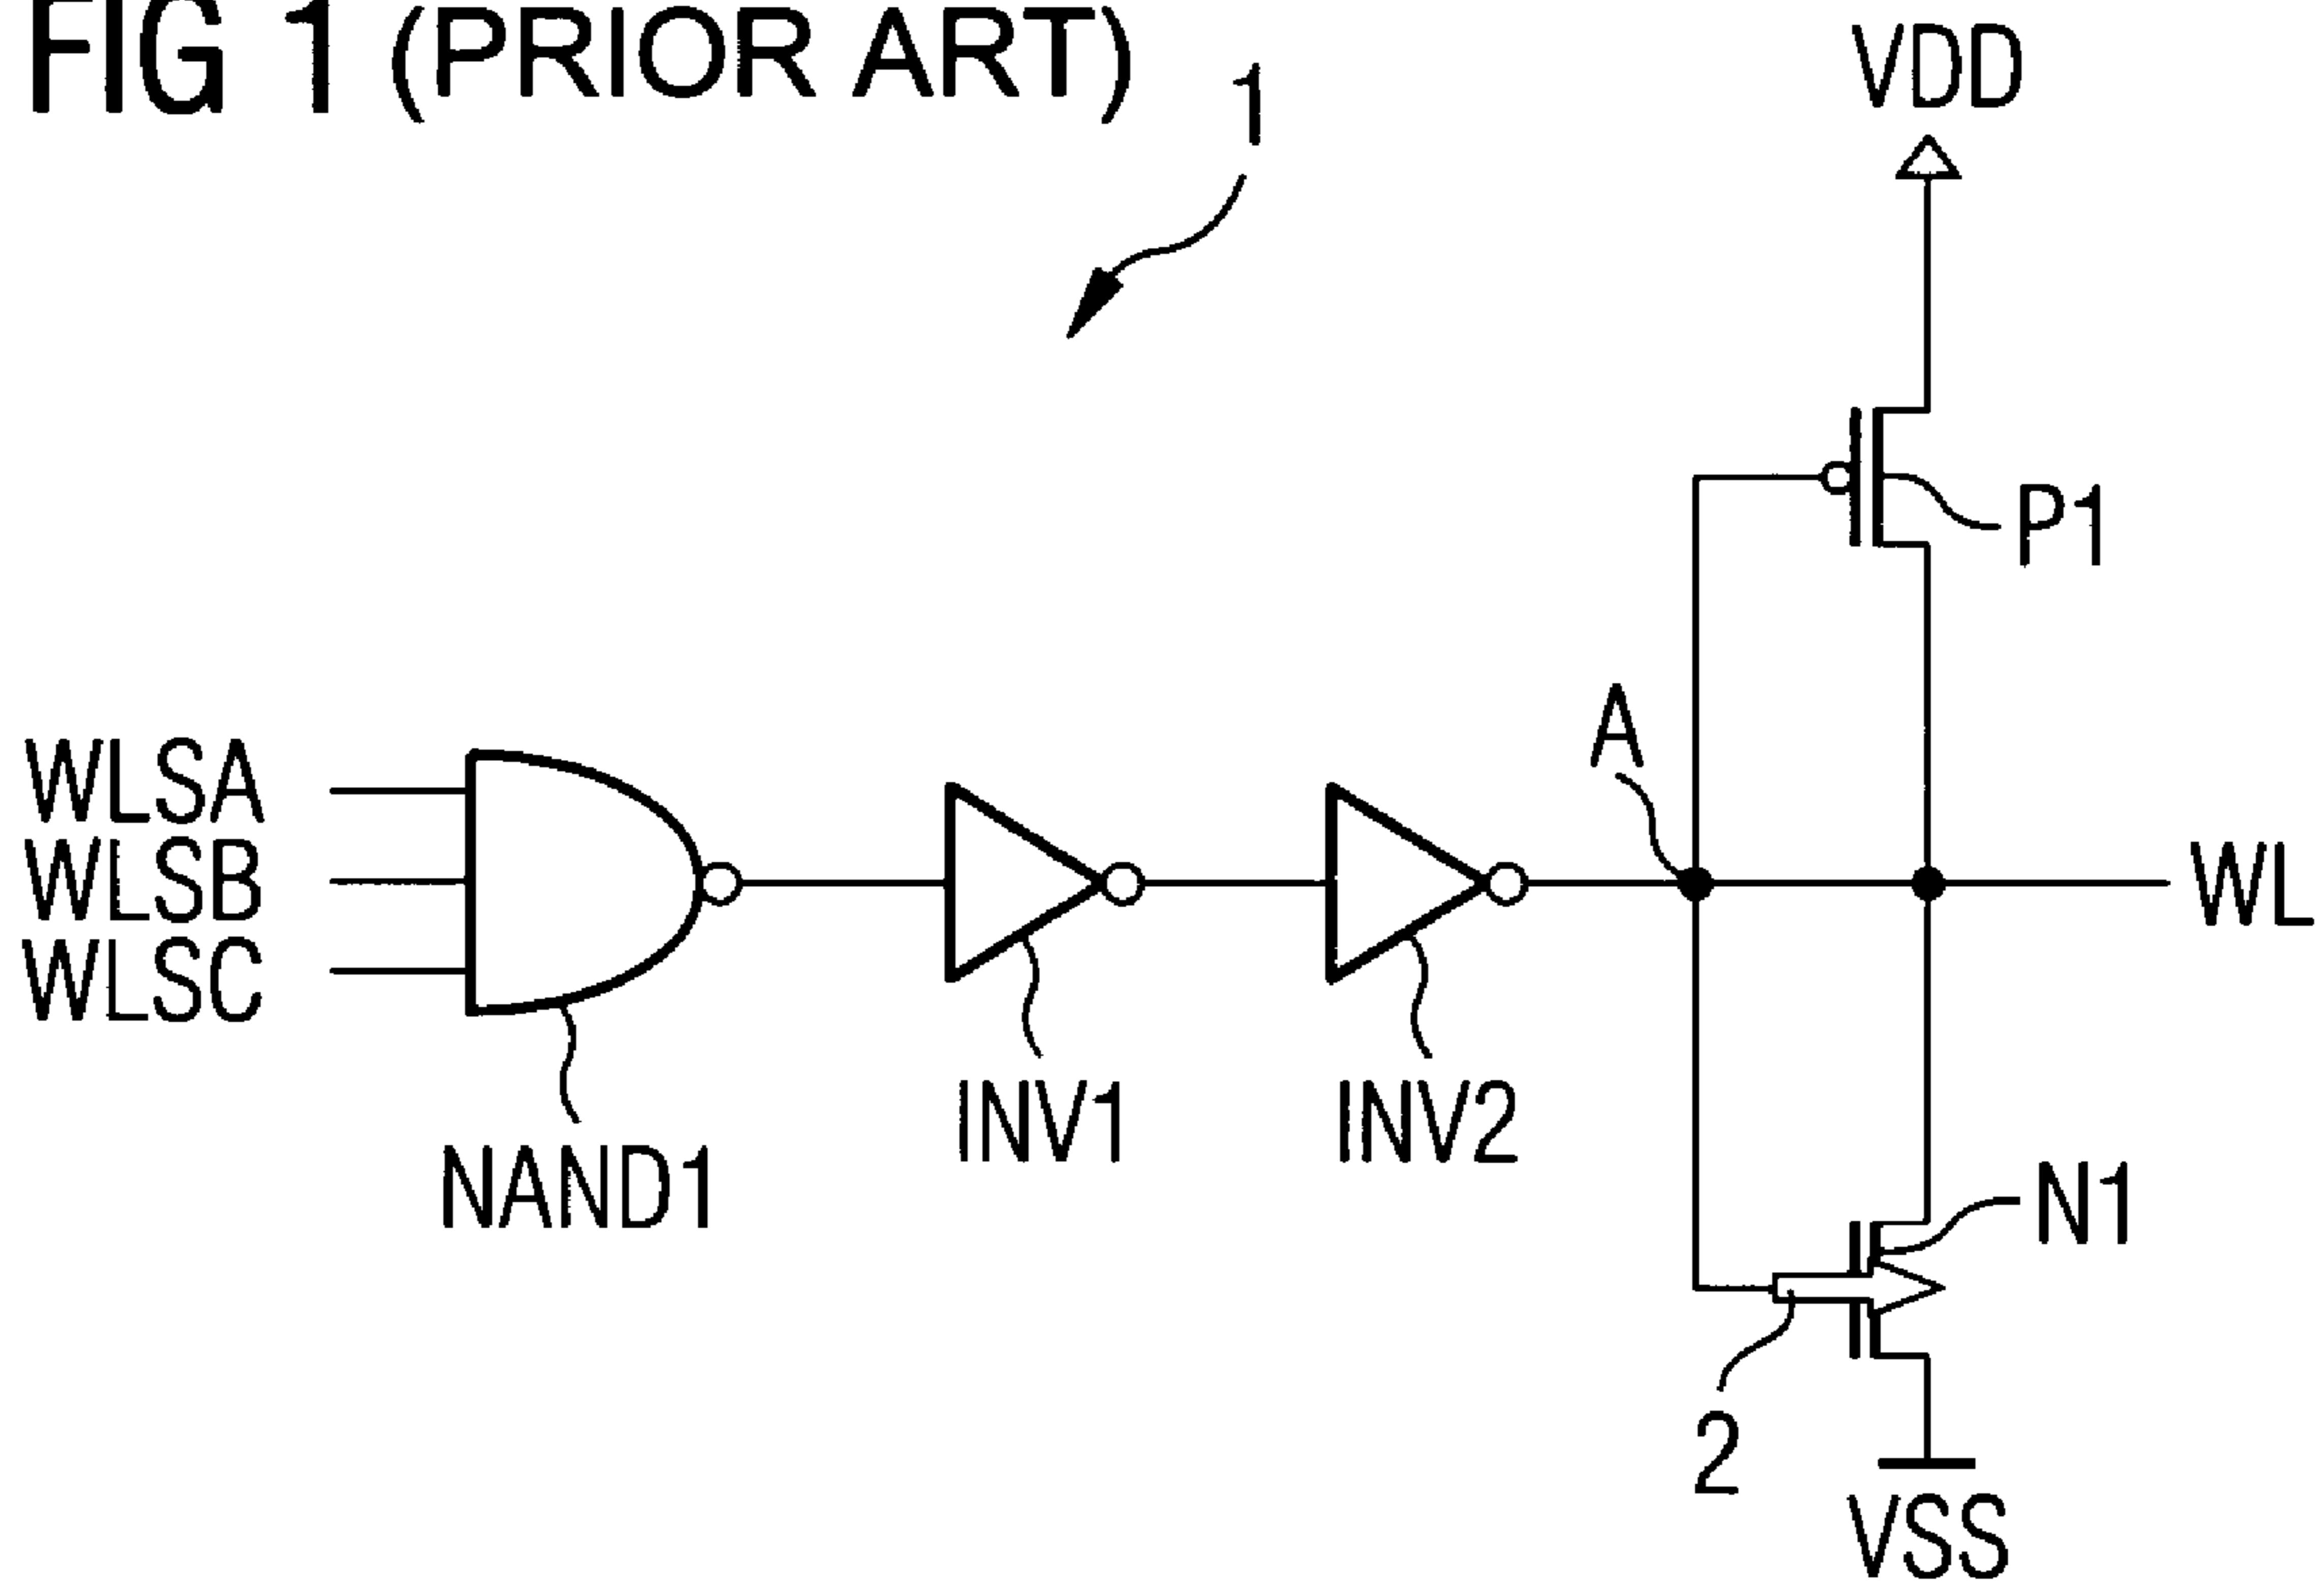 FIG 1 (PRIOR ART)
1
VDD
P1
A
WLSA
WLSB
WLSC
WL
INV1
INV2
NAND1
N1
2
VSS